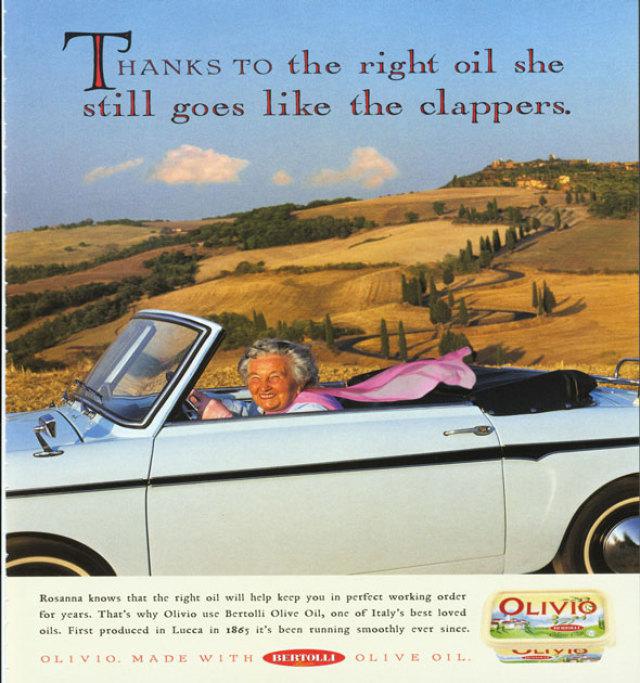 THANKS TO the right oil she
still goes like the clappers.
Rosanna knows that the right oil will help keep you in perfect working order
for years. That's why Olivio use Bertolli Olive Oil, one of Italy's best loved
oils. First produced in Lucca in 1865 it's been running smoothly ever since.
OLIVIO. MADE WITH BERTOLLI OLIVE OIL.
OLIVIO
BERTOLLI
OLIVIO